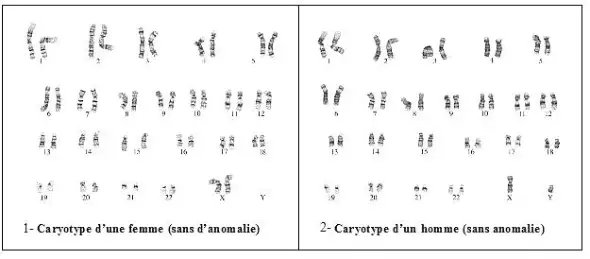 2 3 4 5
6 7 8 9 10 11 12
13 14 15 16 17 18
19 20 21 22 X Y
1- Caryotype d'une femme (sans d'anomalie)
1 2 3 4 5
6 7 8 9 10 11 12
13 14 15 16 17 18
19 20 21 22 X Y
2- Caryotype d'un homme (sans anomalie)